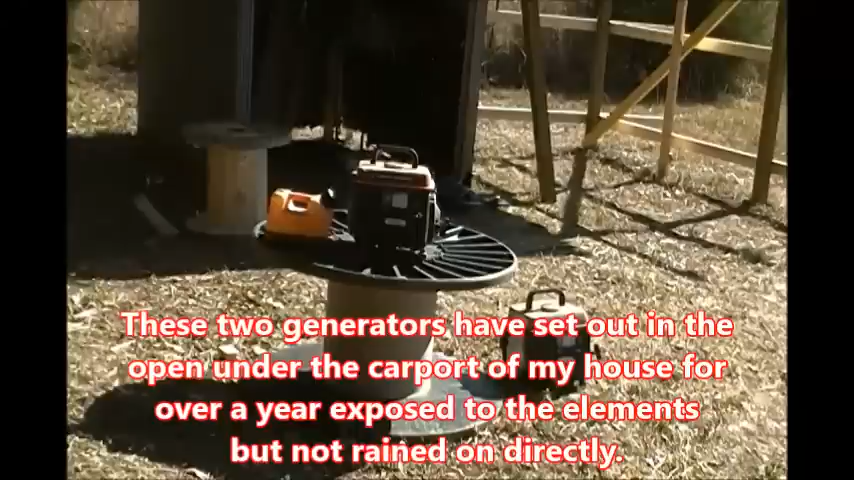 These two generators have set out in the
open under the carport of my house for
over a year exposed to the elements
but not rained on directly.